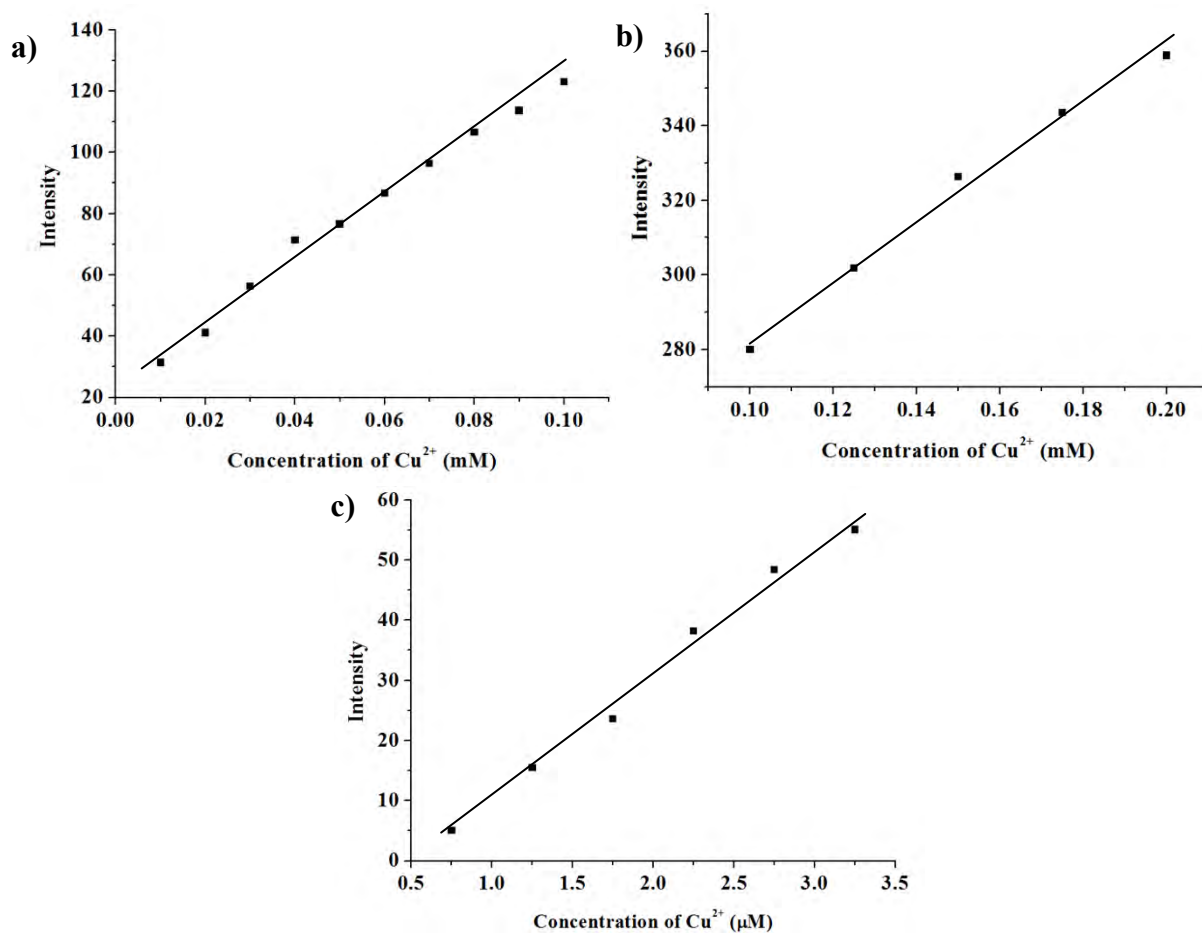 a)
140
120
100
80
60
40
20
Intensity
0.00 0.02 0.04 0.06 0.08 0.10
Concentration of Cu²⁺ (mM)
b)
360
340
320
300
280
Intensity
0.10 0.12 0.14 0.16 0.18 0.20
Concentration of Cu²⁺ (mM)
c)
60
50
40
30
20
10
0
Intensity
0.5 1.0 1.5 2.0 2.5 3.0 3.5
Concentration of Cu²⁺ (μM)